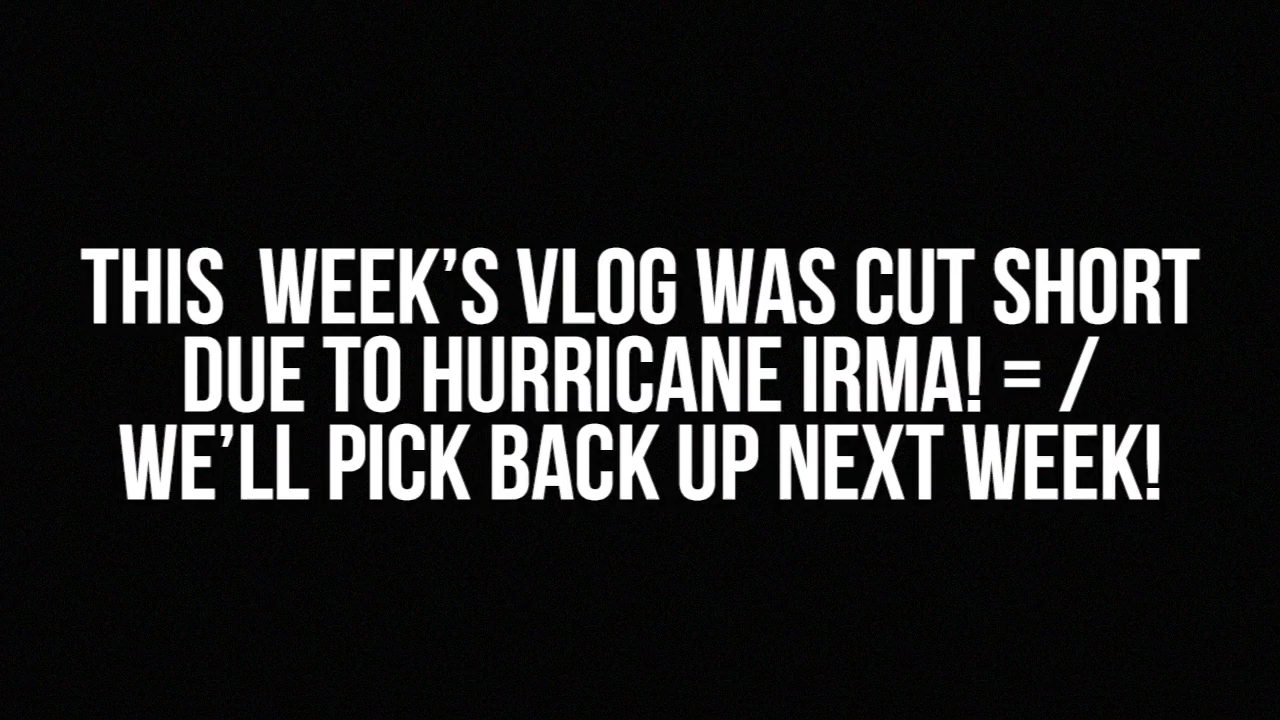 THIS  WEEK’S VLOG WAS CUT SHORT
DUE TO HURRICANE IRMA! = /
WE’LL PICK BACK UP NEXT WEEK!